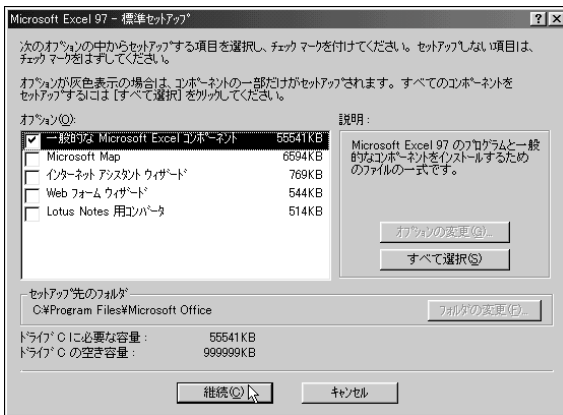 Microsoft Excel 97 - 標準ｾｯﾄｱｯﾌﾟ
次のｵﾌﾟｼｮﾝの中からｾｯﾄｱｯﾌﾟする項目を選択し、ﾁｪｯｸ ﾏｰｸを付けてください。ｾｯﾄｱｯﾌﾟしない項目は、
ﾁｪｯｸ ﾏｰｸをはずしてください。
ｵﾌﾟｼｮﾝが灰色表示の場合は、ｺﾝﾎﾟｰﾈﾝﾄの一部だけがｾｯﾄｱｯﾌﾟされます。すべてのｺﾝﾎﾟｰﾈﾝﾄを
ｾｯﾄｱｯﾌﾟするには [すべて選択] をｸﾘｯｸしてください。
ｵﾌﾟｼｮﾝ(O):
一般的な Microsoft Excel ｺﾝﾎﾟｰﾈﾝﾄ 55541KB
Microsoft Map 6594KB
ｲﾝﾀｰﾈｯﾄ ｱｼｽﾀﾝﾄ ｳｨｻﾞｰﾄﾞ 769KB
Web ﾌｫｰﾑ ｳｨｻﾞｰﾄﾞ 544KB
Lotus Notes 用ｺﾝﾊﾞｰﾀ 514KB
説明:
Microsoft Excel 97 のﾌﾟﾛｸﾞﾗﾑと一般
的なｺﾝﾎﾟｰﾈﾝﾄをｲﾝｽﾄｰﾙするため
のﾌｧｲﾙの一式です。
ｵﾌﾟｼｮﾝの変更(G)...
すべて選択(S)
ｾｯﾄｱｯﾌﾟ先のﾌｫﾙﾀﾞ
C:¥Program Files¥Microsoft Office
ﾌｫﾙﾀﾞの変更(F)...
ﾄﾞﾗｲﾌﾞ C に必要な容量: 55541KB
ﾄﾞﾗｲﾌﾞ C の空き容量: 999999KB
継続(C)
ｷｬﾝｾﾙ